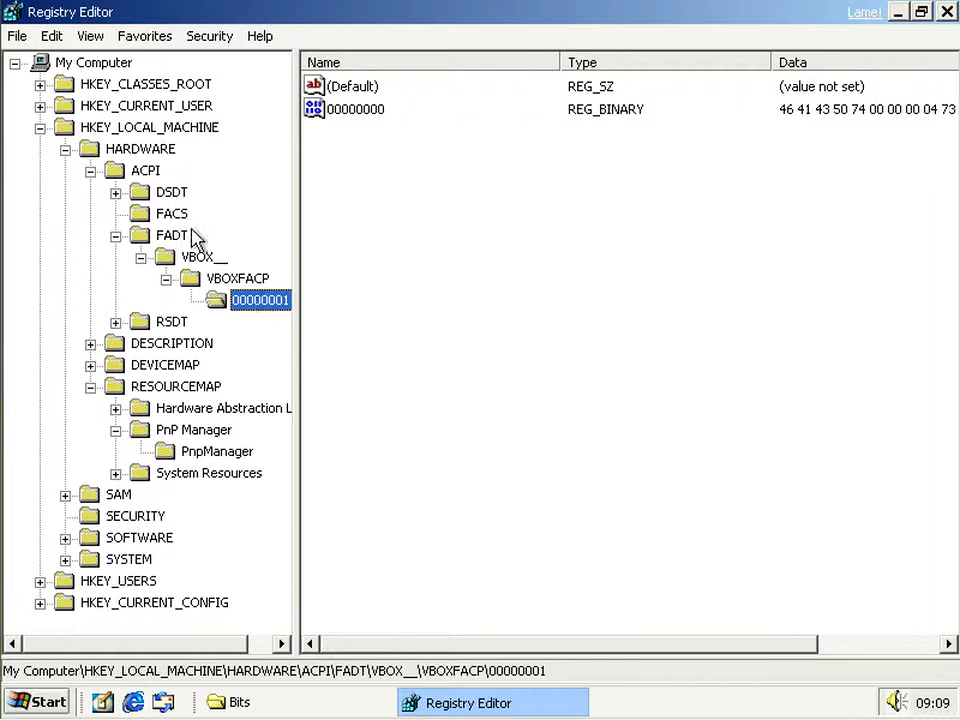 Registry Editor
Lame!
File Edit View Favorites Security Help
My Computer
HKEY_CLASSES_ROOT
HKEY_CURRENT_USER
HKEY_LOCAL_MACHINE
HARDWARE
ACPI
DSDT
FACS
FADT
VBOX__
VBOXFACP
00000001
RSDT
DESCRIPTION
DEVICEMAP
RESOURCEMAP
Hardware Abstraction L
PnP Manager
PnpManager
System Resources
SAM
SECURITY
SOFTWARE
SYSTEM
HKEY_USERS
HKEY_CURRENT_CONFIG
Name Type Data
(Default) REG_SZ (value not set)
00000000 REG_BINARY 46 41 43 50 74 00 00 00 04 73
My Computer\HKEY_LOCAL_MACHINE\HARDWARE\ACPI\FADT\VBOX__\VBOXFACP\00000001
Start Bits Registry Editor 09:09